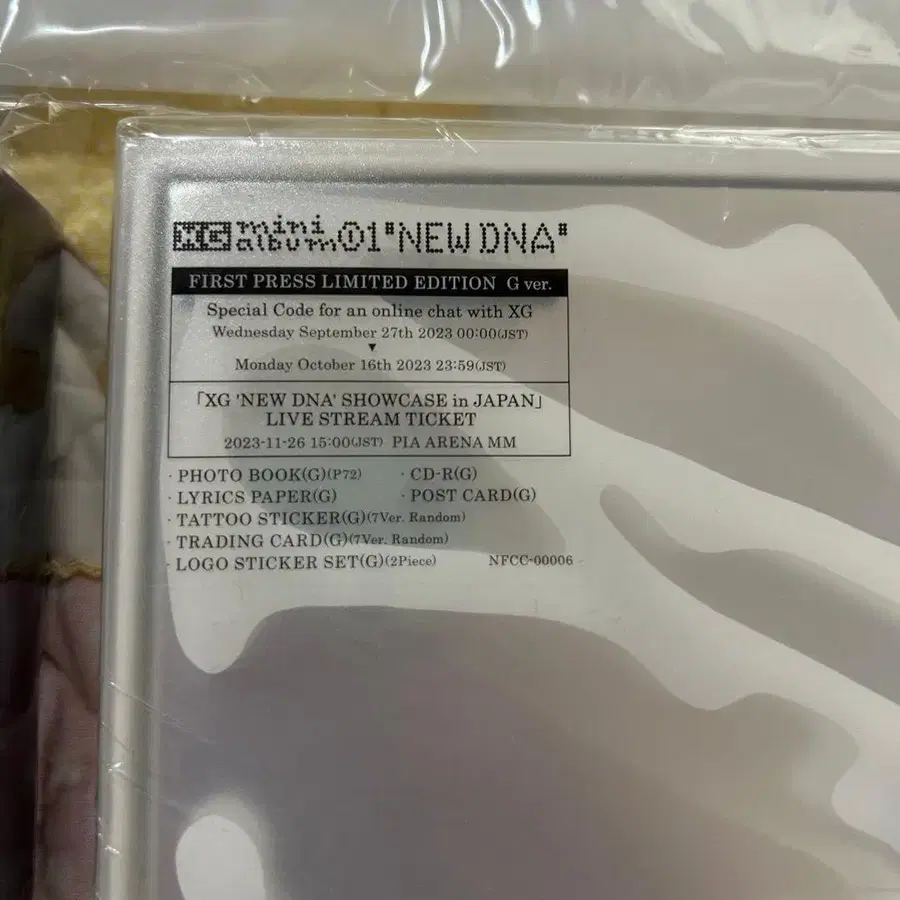 XG mini album 01 "NEW DNA"
FIRST PRESS LIMITED EDITION G ver.
Special Code for an online chat with XG
Wednesday September 27th 2023 00:00(JST)
▼
Monday October 16th 2023 23:59(JST)
「XG 'NEW DNA' SHOWCASE in JAPAN」
LIVE STREAM TICKET
2023-11-26 15:00(JST) PIA ARENA MM
· PHOTO BOOK(G)(P72) · CD-R(G)
· LYRICS PAPER(G) · POST CARD(G)
· TATTOO STICKER(G)(7Ver. Random)
· TRADING CARD(G)(7Ver. Random)
· LOGO STICKER SET(G)(2Piece) NFCC-00006